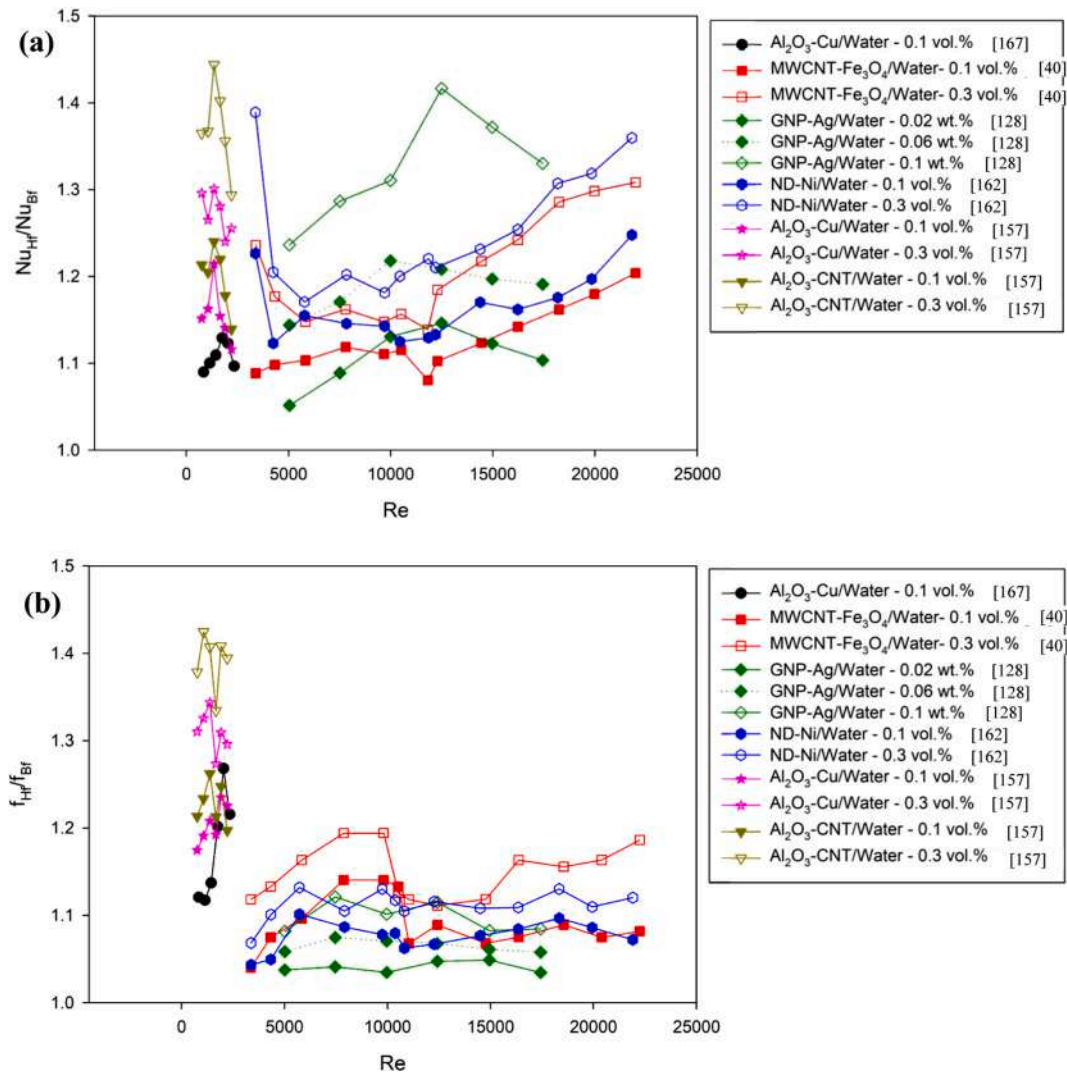 (a)
1.5
1.4
1.3
1.2
1.1
1.0
Nu_Hf/Nu_Bf
0
5000
10000
15000
20000
25000
Re
Al₂O₃-Cu/Water - 0.1 vol.% [167]
MWCNT-Fe₃O₄/Water- 0.1 vol.% [40]
MWCNT-Fe₃O₄/Water- 0.3 vol.% [40]
GNP-Ag/Water - 0.02 wt.% [128]
GNP-Ag/Water - 0.06 wt.% [128]
GNP-Ag/Water - 0.1 wt.% [128]
ND-Ni/Water - 0.1 vol.% [162]
ND-Ni/Water - 0.3 vol.% [162]
Al₂O₃-Cu/Water - 0.1 vol.% [157]
Al₂O₃-Cu/Water - 0.3 vol.% [157]
Al₂O₃-CNT/Water - 0.1 vol.% [157]
Al₂O₃-CNT/Water - 0.3 vol.% [157]
(b)
1.5
1.4
1.3
1.2
1.1
1.0
f_Hf/f_Bf
0
5000
10000
15000
20000
25000
Re
Al₂O₃-Cu/Water - 0.1 vol.% [167]
MWCNT-Fe₃O₄/Water- 0.1 vol.% [40]
MWCNT-Fe₃O₄/Water- 0.3 vol.% [40]
GNP-Ag/Water - 0.02 wt.% [128]
GNP-Ag/Water - 0.06 wt.% [128]
GNP-Ag/Water - 0.1 wt.% [128]
ND-Ni/Water - 0.1 vol.% [162]
ND-Ni/Water - 0.3 vol.% [162]
Al₂O₃-Cu/Water - 0.1 vol.% [157]
Al₂O₃-Cu/Water - 0.3 vol.% [157]
Al₂O₃-CNT/Water - 0.1 vol.% [157]
Al₂O₃-CNT/Water - 0.3 vol.% [157]